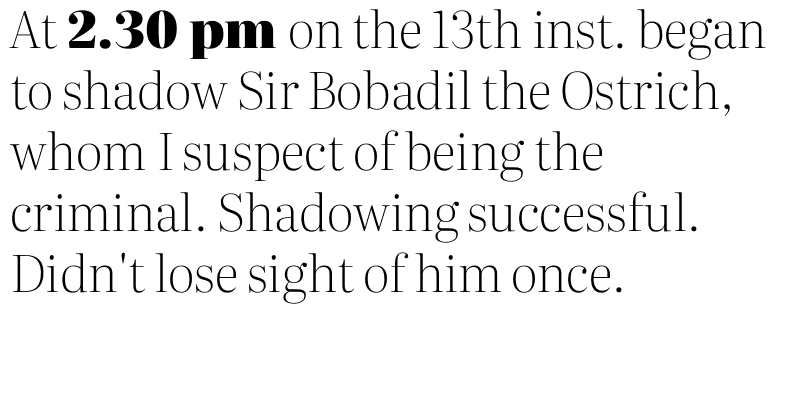 At 2.30 pm on the 13th inst. began
to shadow Sir Bobadil the Ostrich,
whom I suspect of being the
criminal. Shadowing successful.
Didn't lose sight of him once.